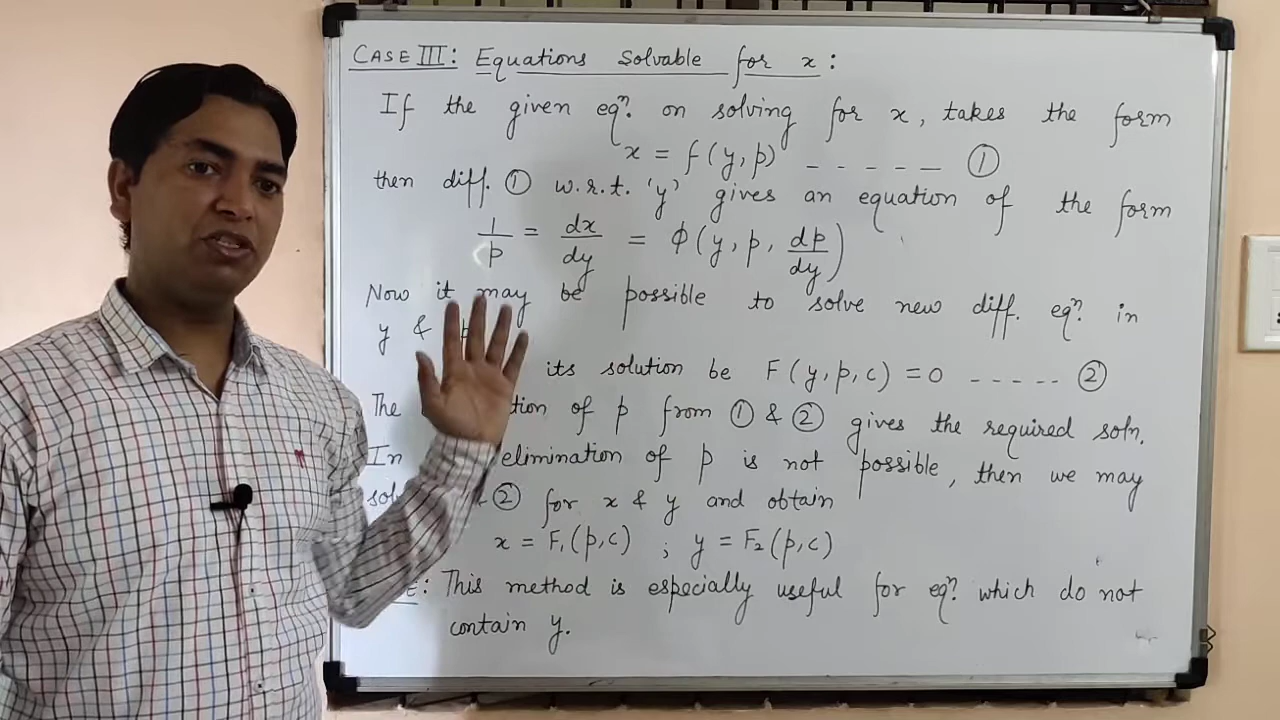 CASE III: Equations Solvable for x:
If the given eqn. on solving for x, takes the form
x = f(y, p) ------ ①
then diff. ① w.r.t. 'y' gives an equation of the form
1/p = dx/dy = ϕ(y, p, dp/dy)
Now it may be possible to solve new diff. eqn. in
y & p
its solution be F(y, p, c) = 0 ----- ②
The tion of p from ① & ② gives the required soln.
In elimination of p is not possible, then we may
sol ② for x & y and obtain
x = F₁(p, c) ; y = F₂(p, c)
E: This method is especially useful for eqn. which do not
contain y.